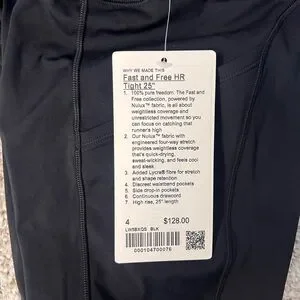 WHY WE MADE THIS
Fast and Free HR
Tight 25"
1. 100% pure freedom. The Fast and
Free collection, powered by
Nulux™ fabric, is all about
weightless coverage and
unrestricted movement so you
can focus on catching that
runner's high
2. Our Nulux™ fabric with
engineered four-way stretch
provides weightless coverage
that's quick-drying,
sweat-wicking, and feels cool
and sleek
3. Added Lycra® fibre for stretch
and shape retention
4. Discreet waistband pockets
5. Side drop-in pockets
6. Continuous drawcord
7. High rise, 25" length
4 $128.00
LW5BXQS BLK
000104700076